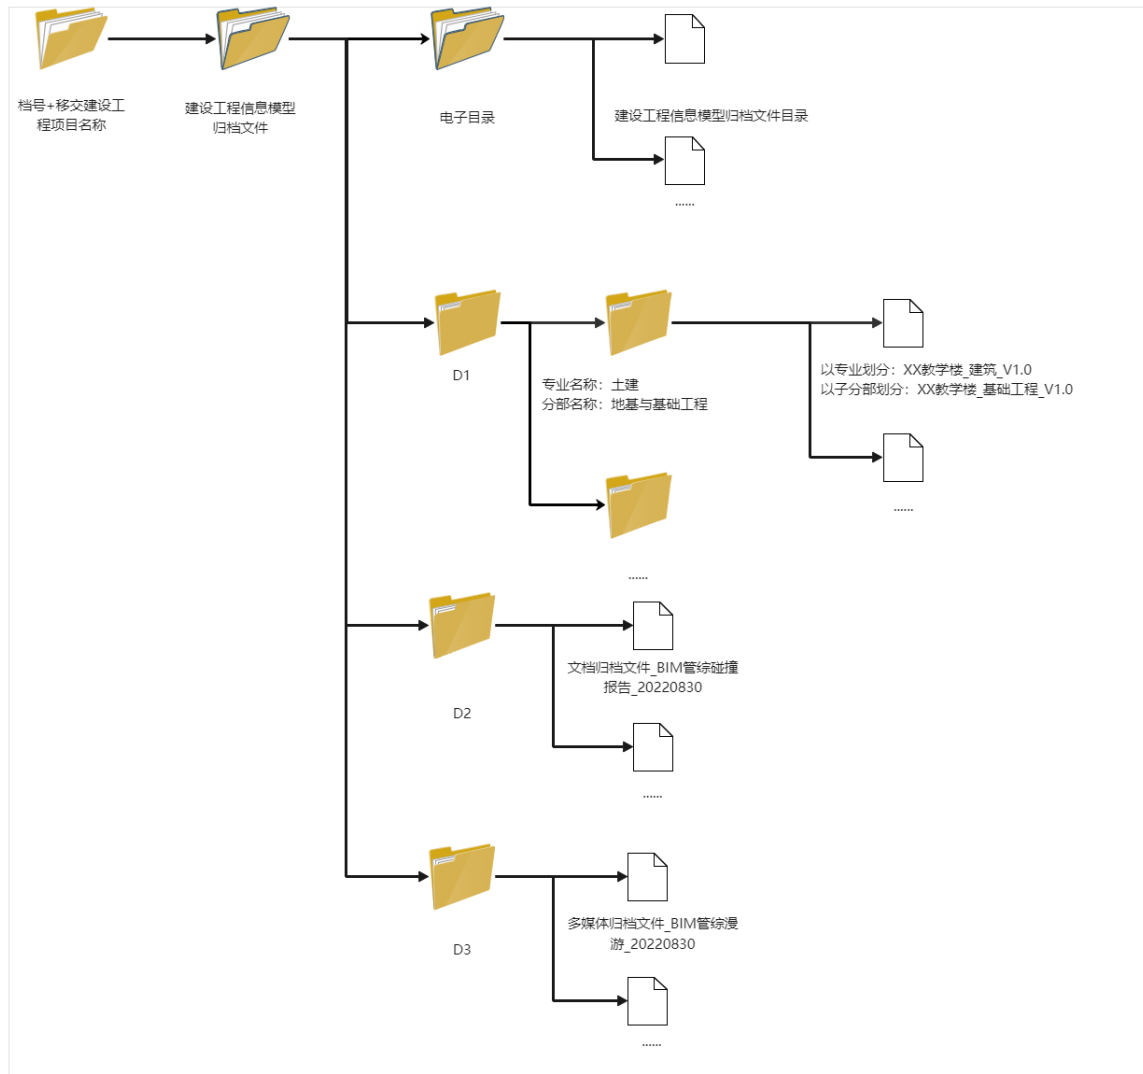 档号+移交建设工
程项目名称
建设工程信息模型
归档文件
电子目录
建设工程信息模型归档文件目录
......
D1
专业名称：土建
分部名称：地基与基础工程
以专业划分：XX教学楼_建筑_V1.0
以子分部划分：XX教学楼_基础工程_V1.0
......
......
D2
文档归档文件_BIM管综碰撞
报告_20220830
......
D3
多媒体归档文件_BIM管综漫
游_20220830
......